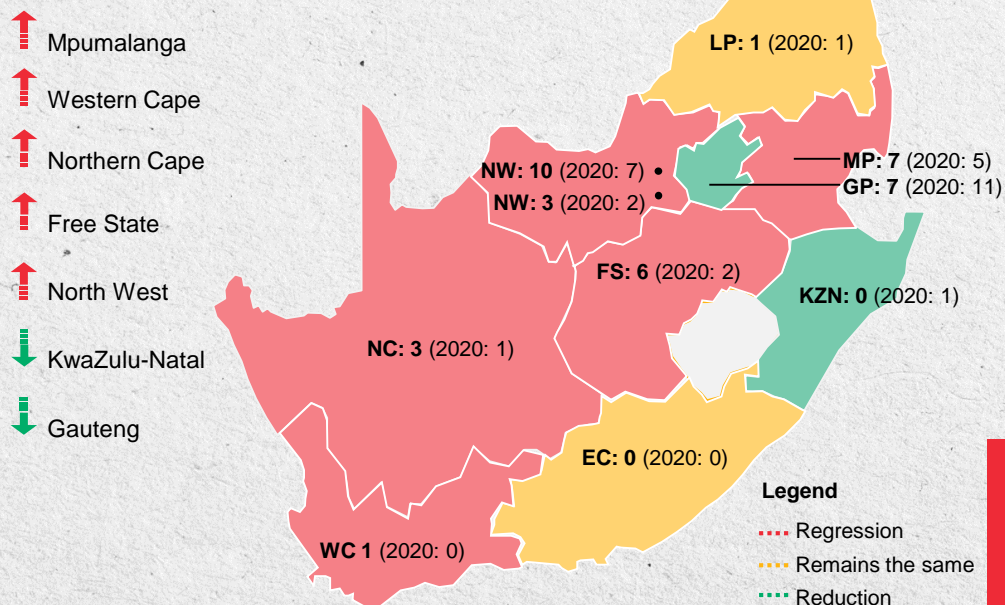 Mpumalanga
Western Cape
Northern Cape
Free State
North West
KwaZulu-Natal
Gauteng
LP: 1 (2020: 1)
NW: 10 (2020: 7)
NW: 3 (2020: 2)
MP: 7 (2020: 5)
GP: 7 (2020: 11)
FS: 6 (2020: 2)
KZN: 0 (2020: 1)
NC: 3 (2020: 1)
EC: 0 (2020: 0)
WC 1 (2020: 0)
Legend
Regression
Remains the same
Reduction